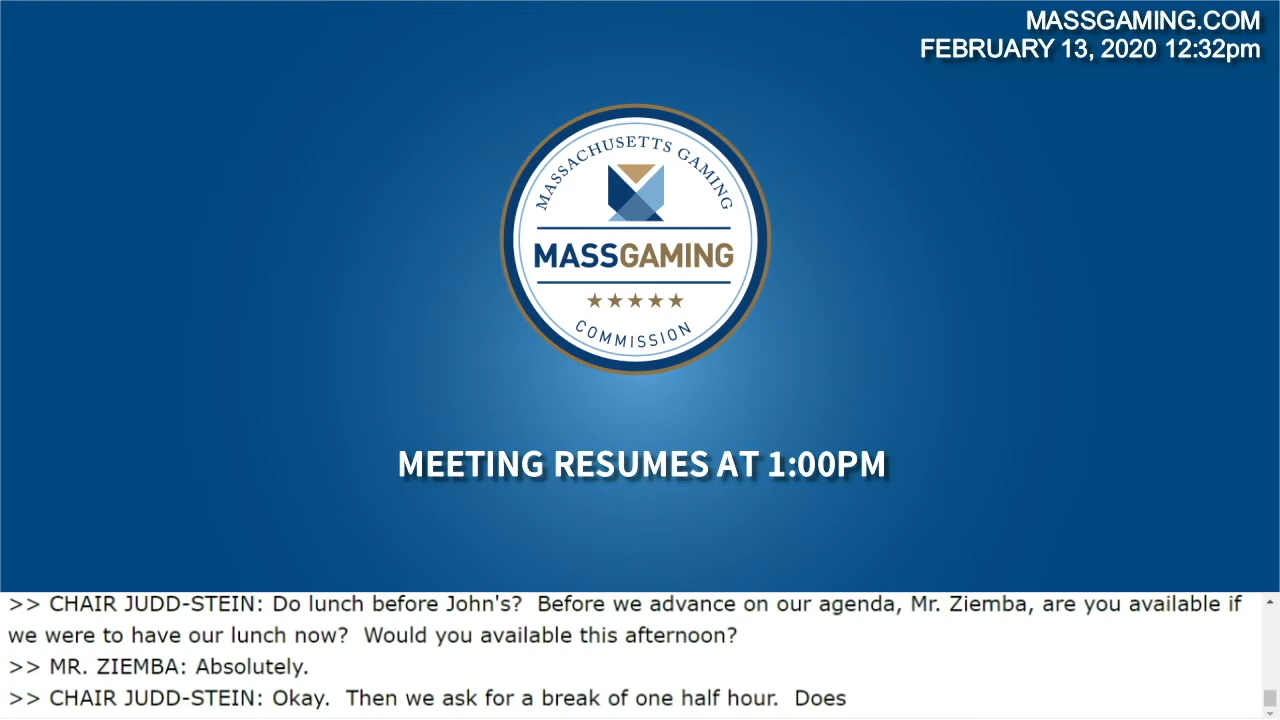 MASSGAMING.COM
FEBRUARY 13, 2020 12:32pm
MASSACHUSETTS GAMING
MASSGAMING
COMMISSION
MEETING RESUMES AT 1:00PM
>> CHAIR JUDD-STEIN: Do lunch before John's?  Before we advance on our agenda, Mr. Ziemba, are you available if
we were to have our lunch now?  Would you available this afternoon?
>> MR. ZIEMBA: Absolutely.
>> CHAIR JUDD-STEIN: Okay.  Then we ask for a break of one half hour.  Does